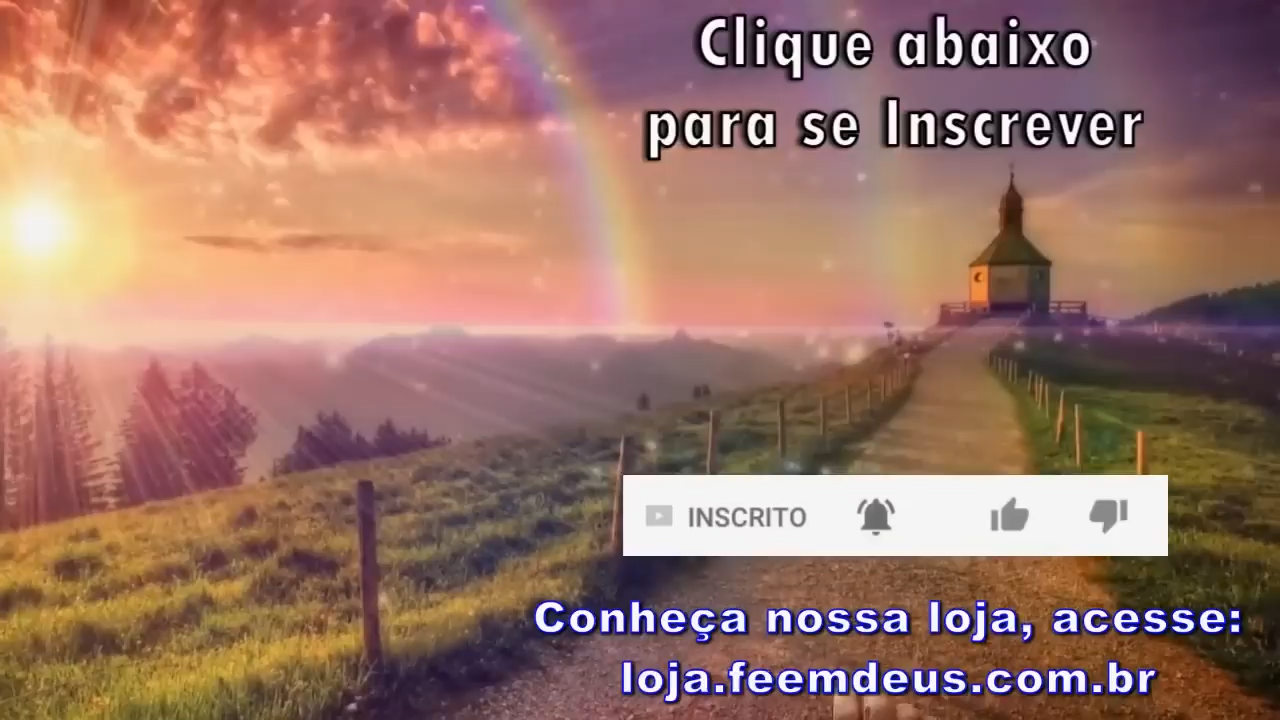 Clique abaixo
para se Inscrever
INSCRITO
Conheça nossa loja, acesse:
loja.feemdeus.com.br